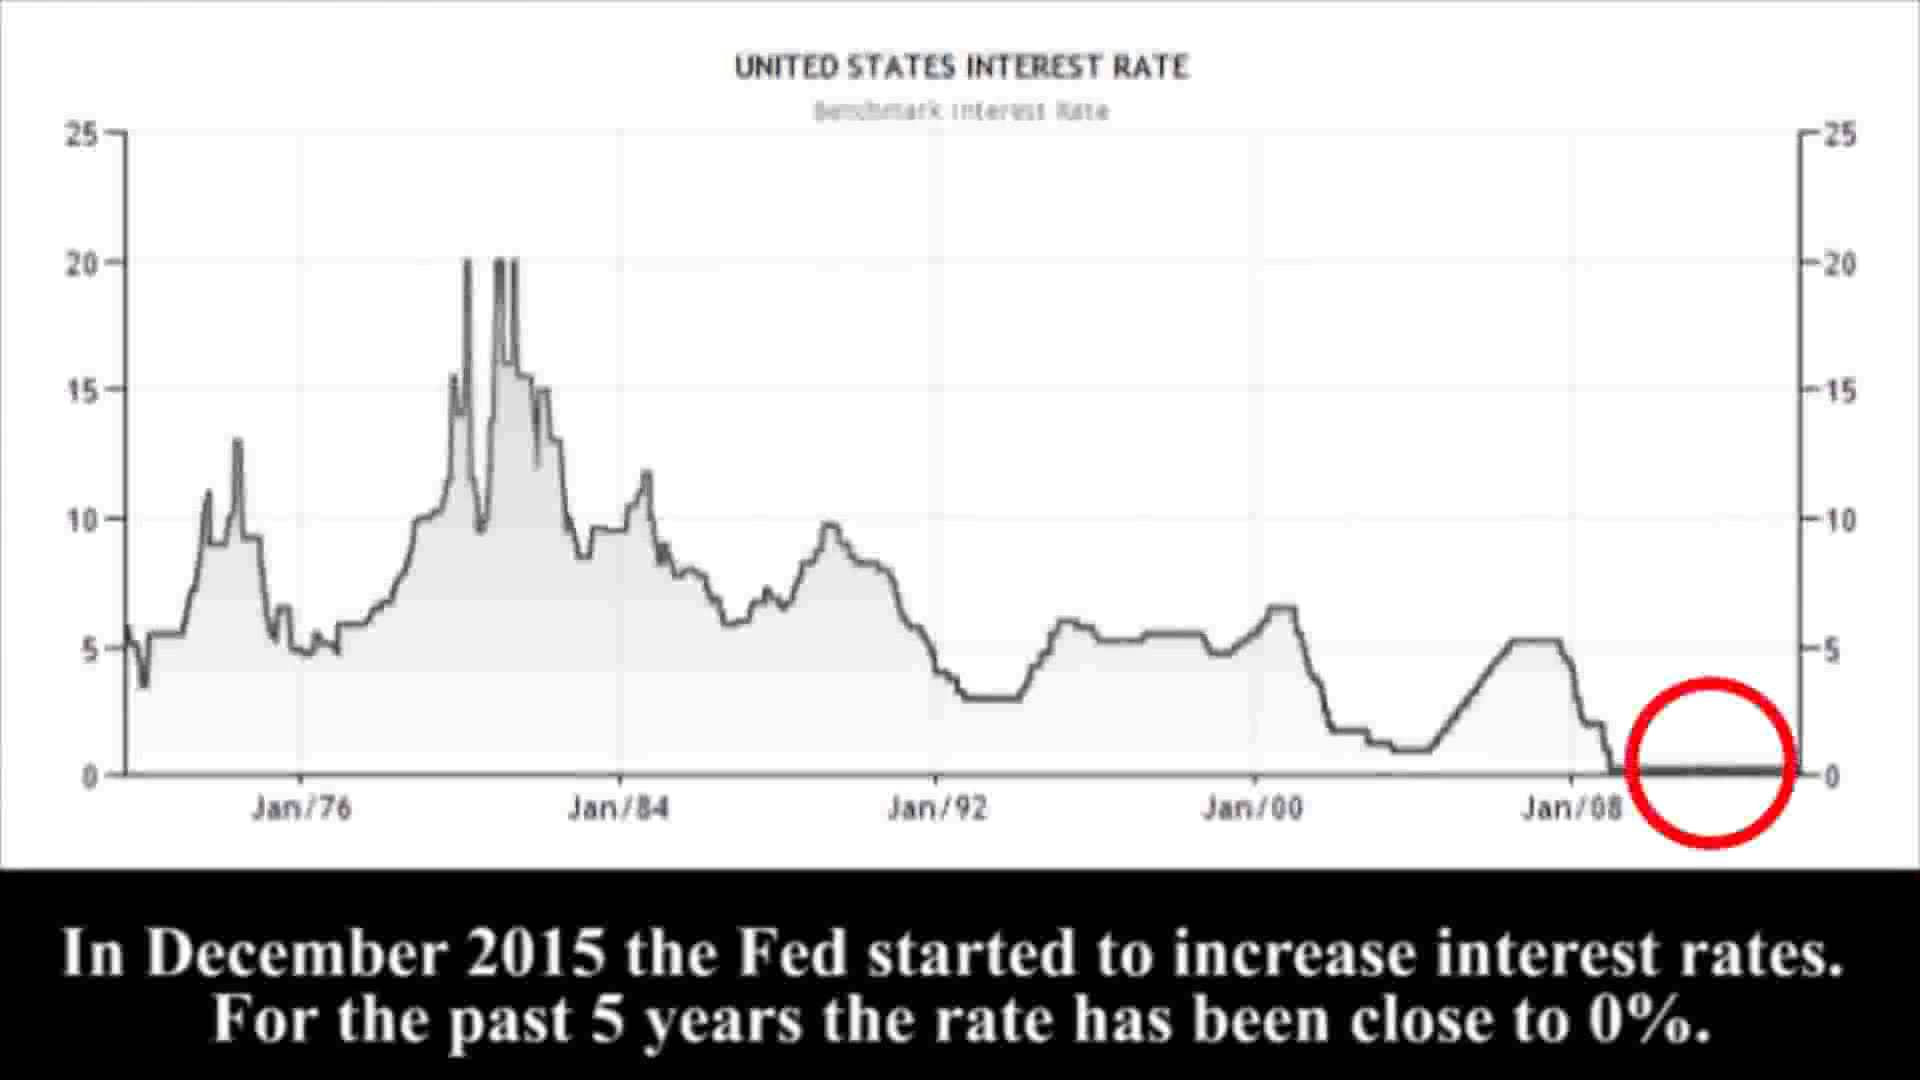 UNITED STATES INTEREST RATE
Benchmark Interest Rate
25 25
20 20
15 15
10 10
5 5
0 0
Jan/76 Jan/84 Jan/92 Jan/00 Jan/08
In December 2015 the Fed started to increase interest rates.
For the past 5 years the rate has been close to 0%.